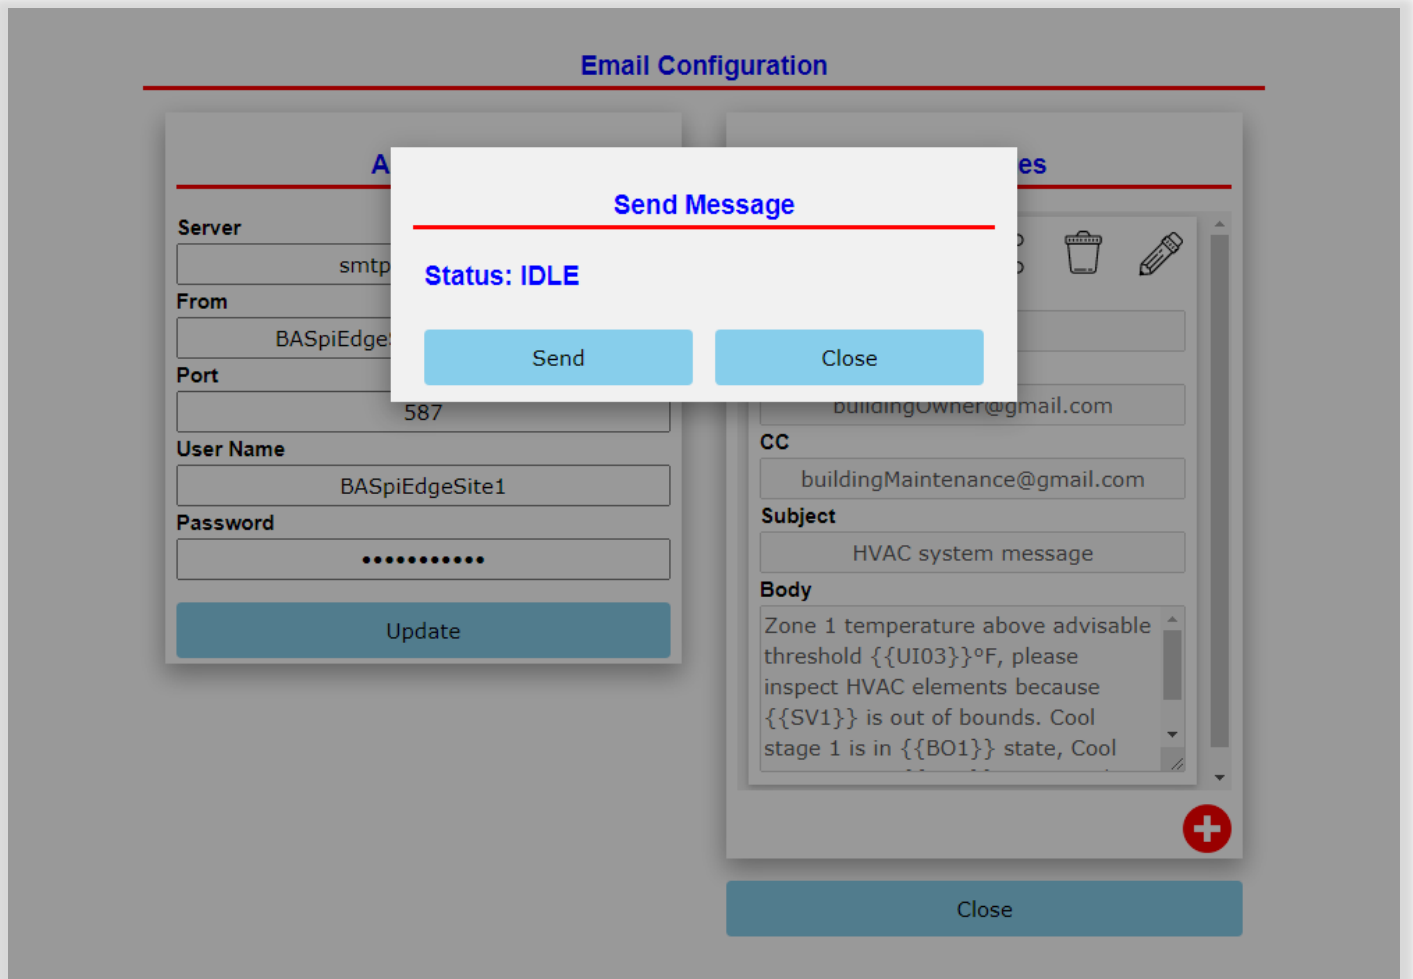 Email Configuration
Send Message
Status: IDLE
Send
Close
Server
smtp
From
BASpiEdge
Port
587
User Name
BASpiEdgeSite1
Password
•••••••••••
Update
es
buildingOwner@gmail.com
CC
buildingMaintenance@gmail.com
Subject
HVAC system message
Body
Zone 1 temperature above advisable
threshold {{UI03}}°F, please
inspect HVAC elements because
{{SV1}} is out of bounds. Cool
stage 1 is in {{BO1}} state, Cool
Close